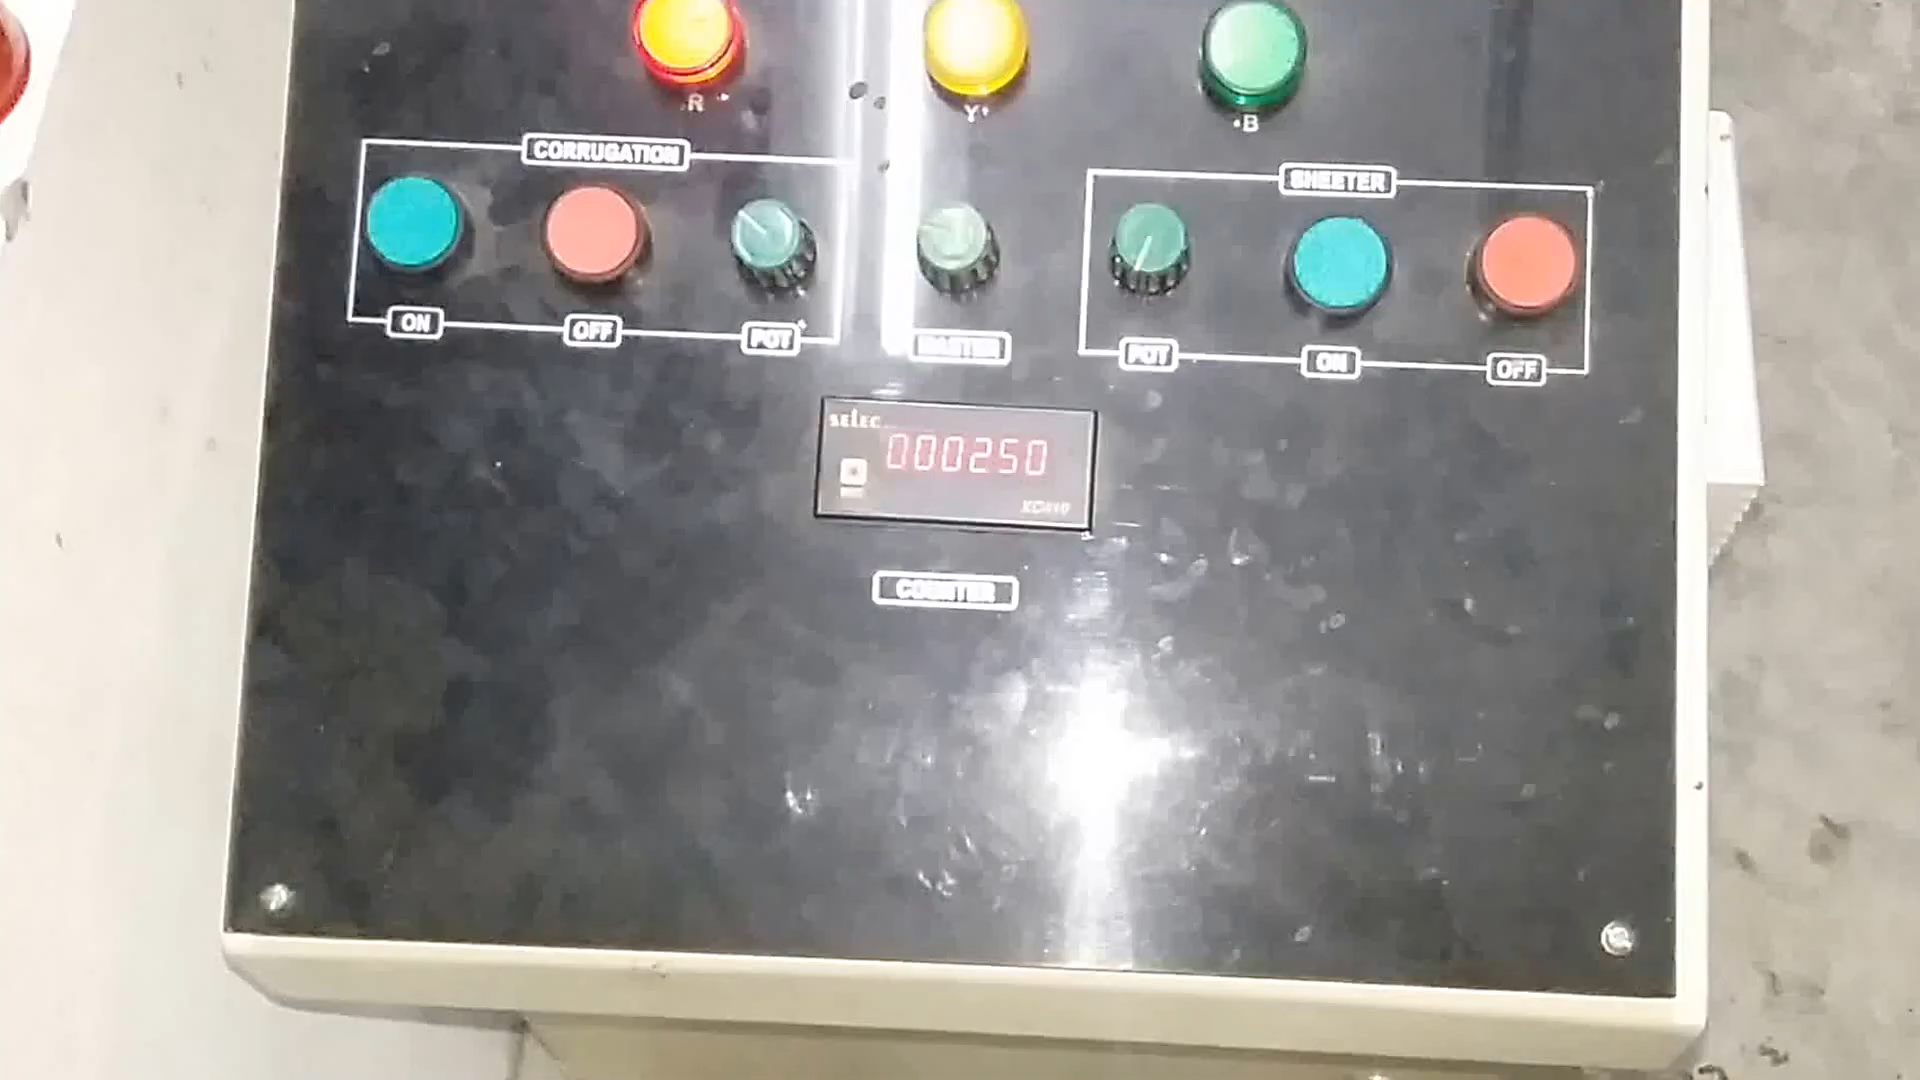 R
Y
B
CORRUGATION
SHEETER
ON
OFF
POT
MASTER
POT
ON
OFF
selec
000250
COUNTER